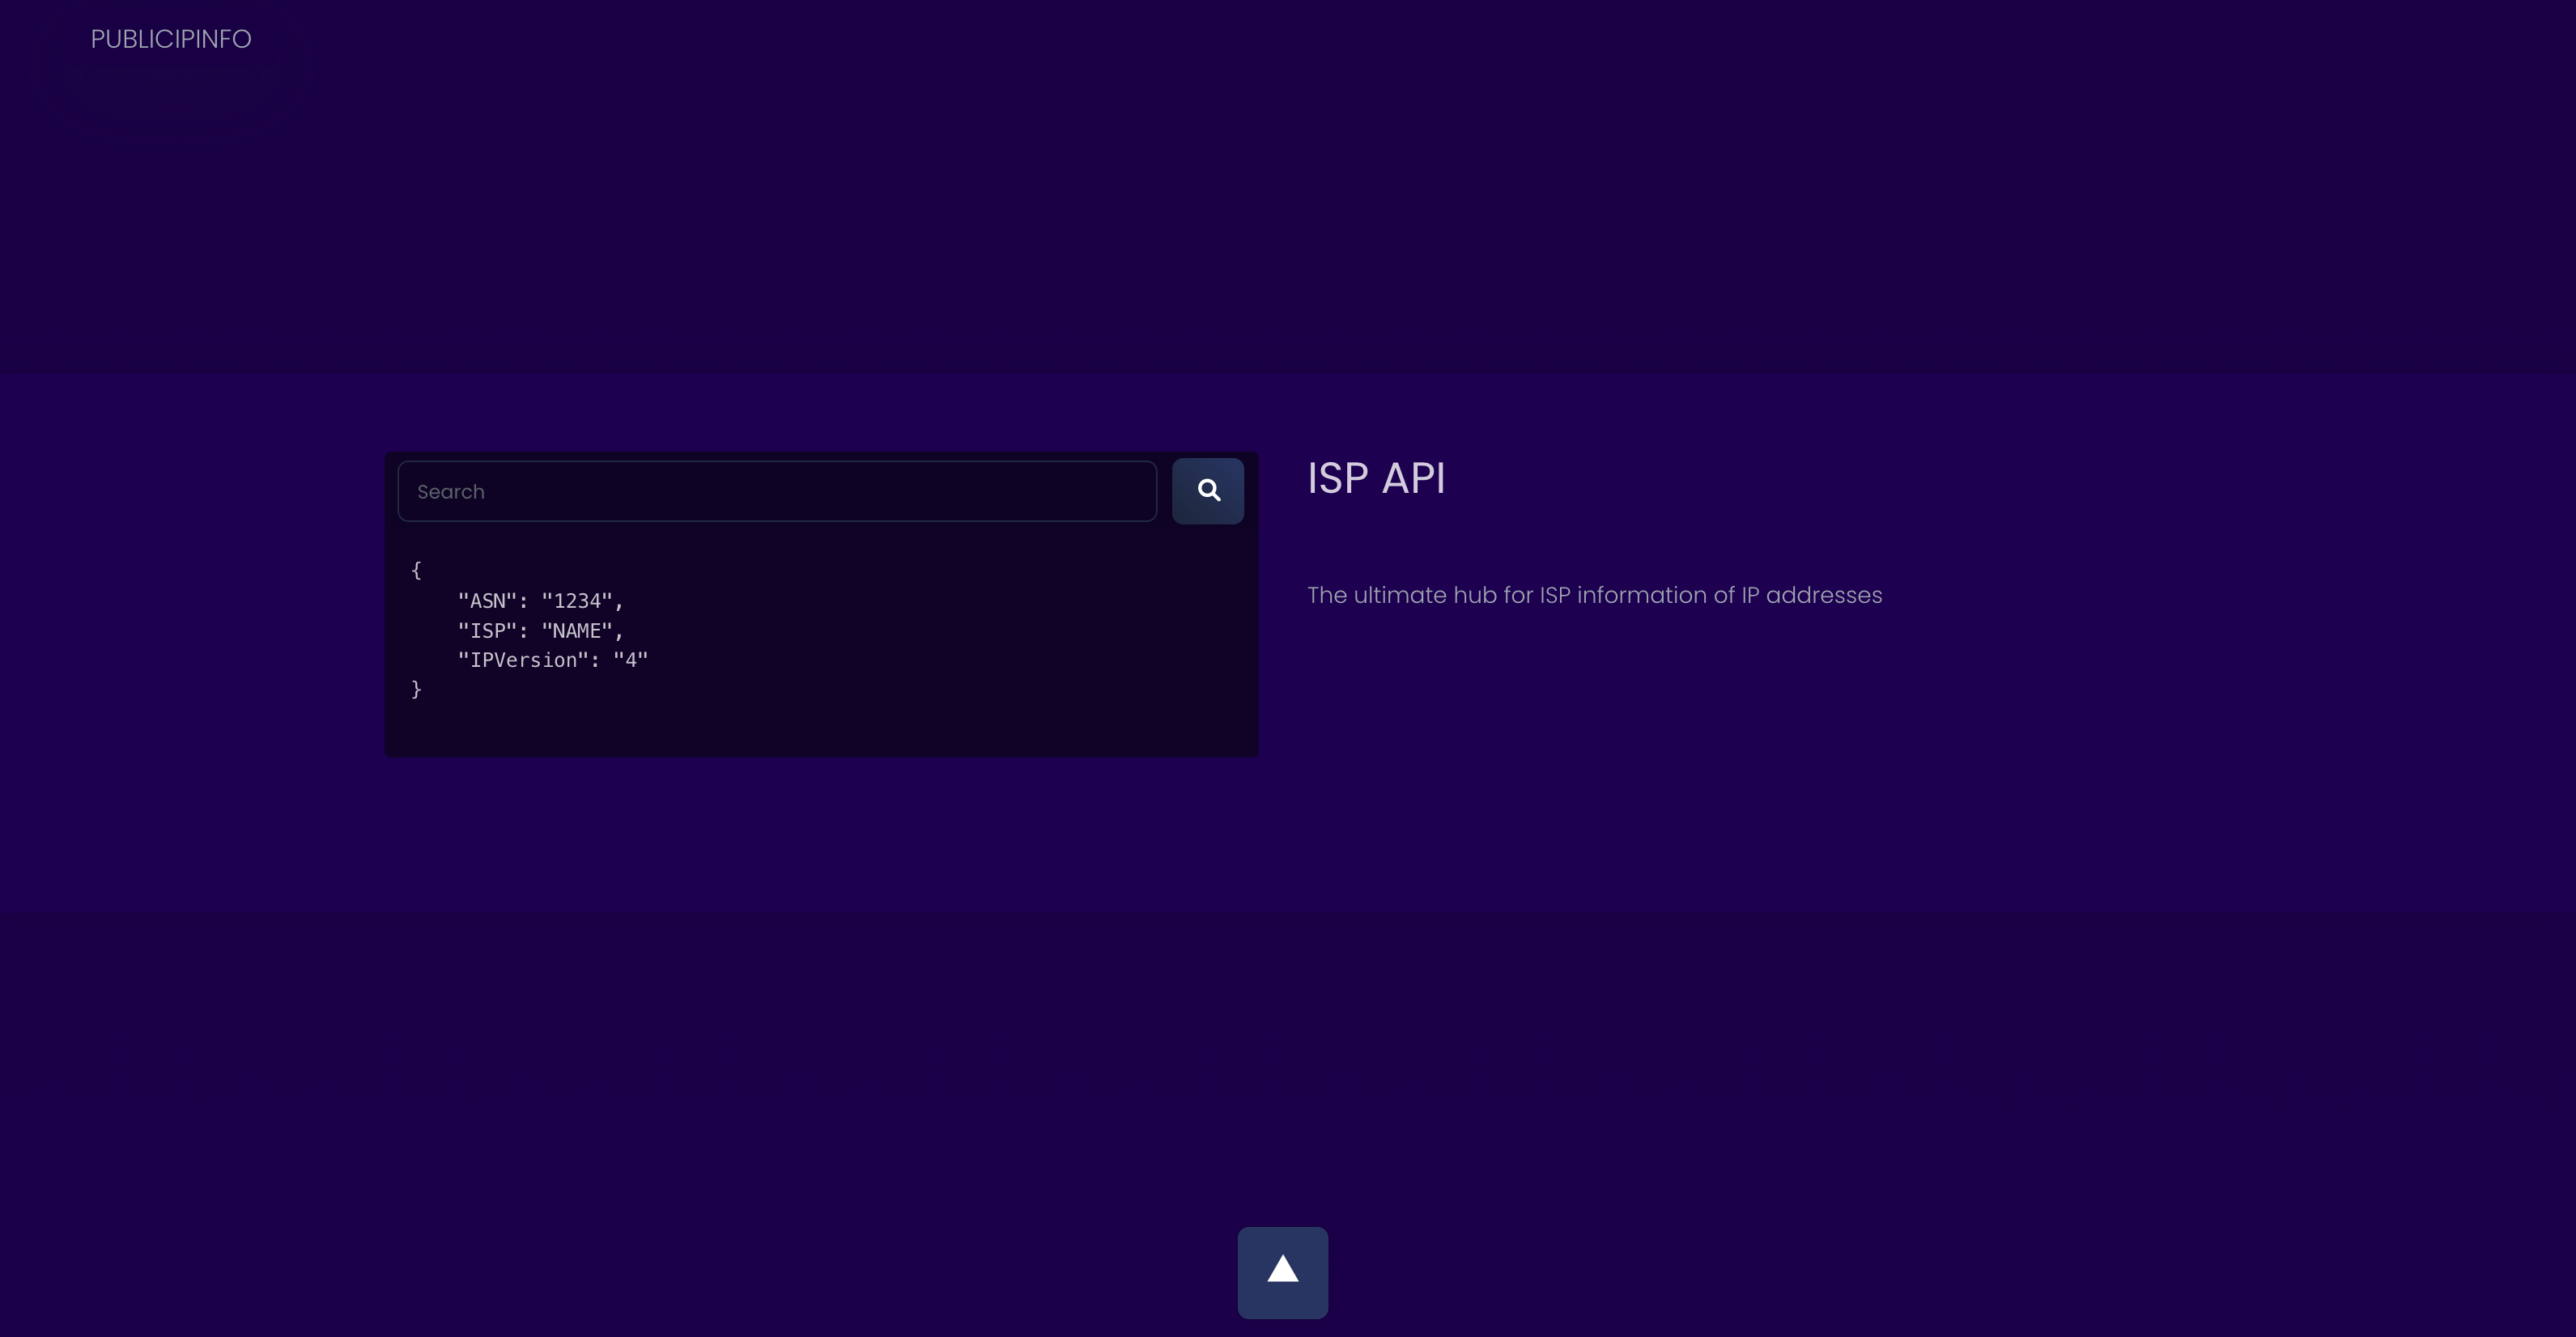 PUBLICIPINFO
Search
{
    "ASN": "1234",
    "ISP": "NAME",
    "IPVersion": "4"
}
ISP API
The ultimate hub for ISP information of IP addresses